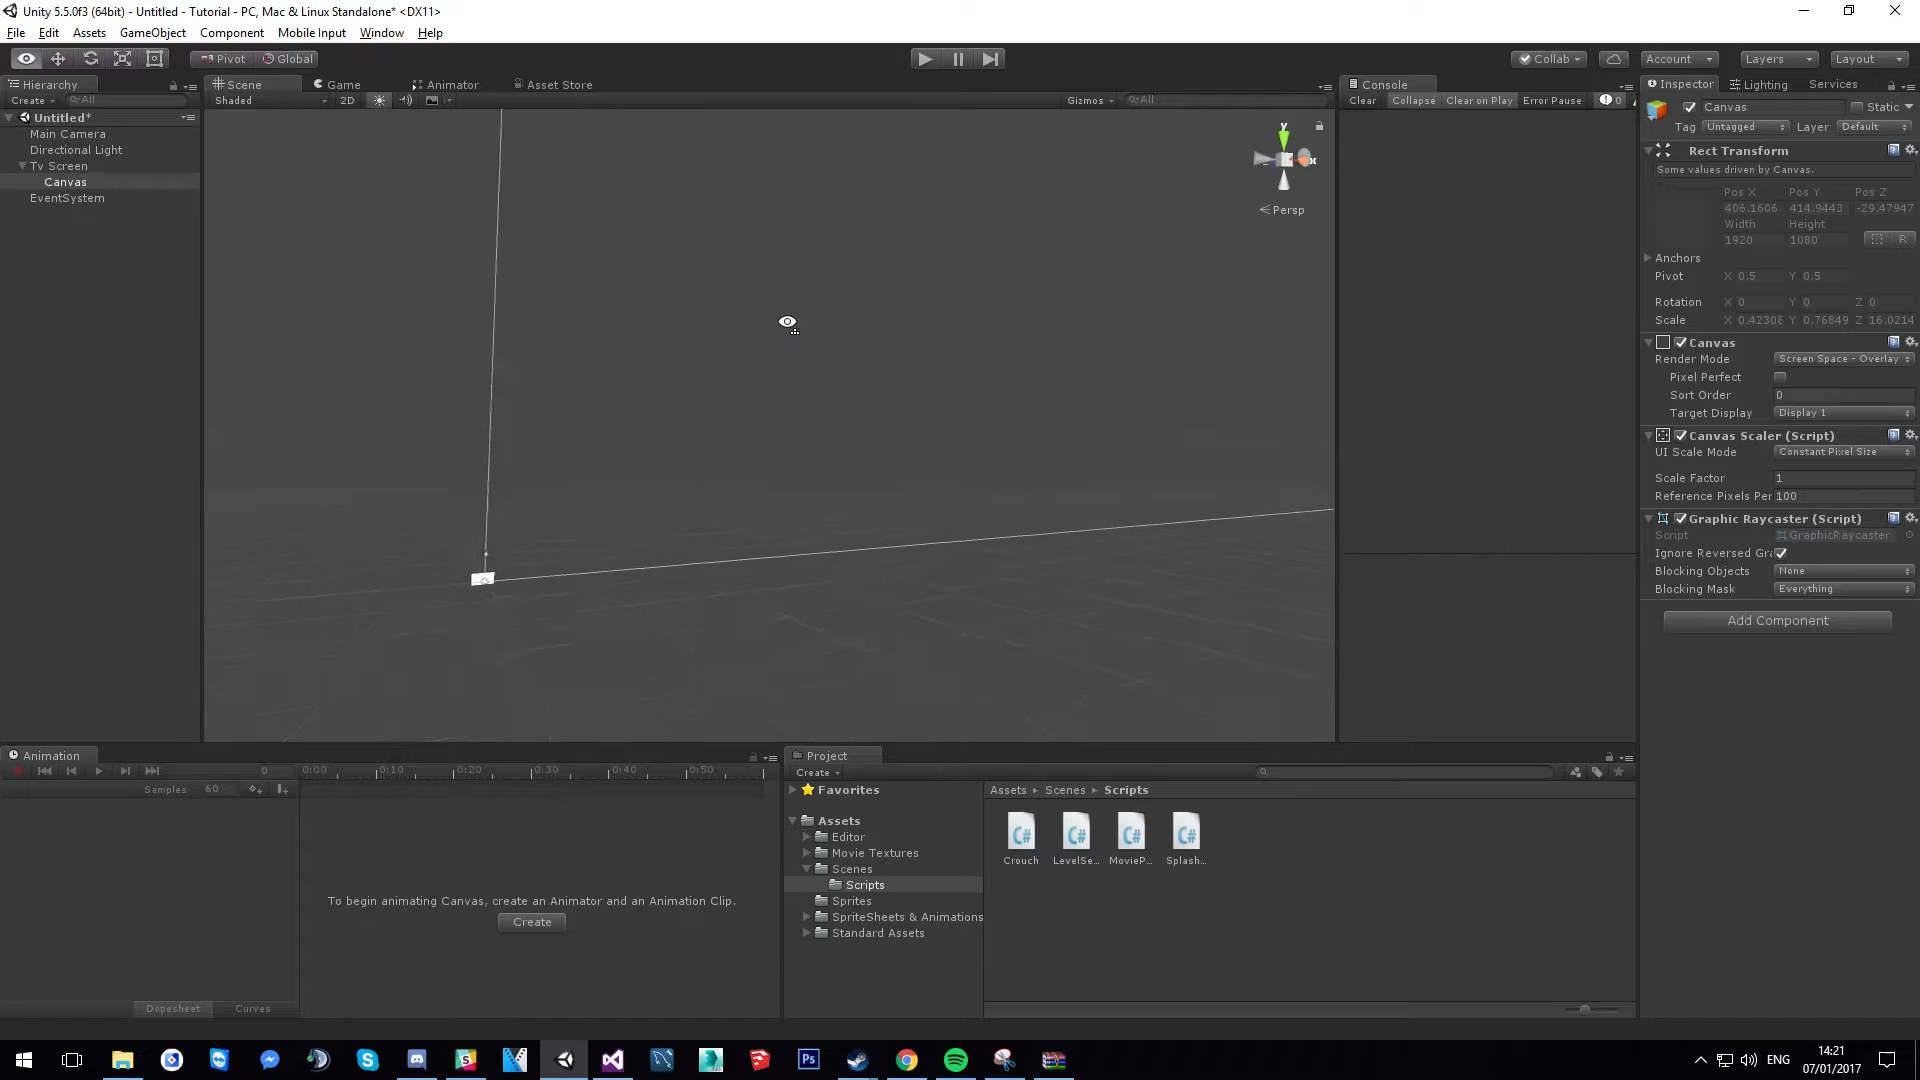 Unity 5.5.0f3 (64bit) - Untitled - Tutorial - PC, Mac & Linux Standalone* <DX11>
File Edit Assets GameObject Component Mobile Input Window Help
Pivot Global Collab Account Layers Layout
Hierarchy Scene Game Animator Asset Store Console Inspector Lighting Services
Create All Shaded 2D Gizmos All Clear Collapse Clear on Play Error Pause 0 Canvas Static
Untitled*
Main Camera
Directional Light
Tv Screen
Canvas
EventSystem
y
x
Persp
Tag Untagged Layer Default
Rect Transform
Some values driven by Canvas.
Pos X Pos Y Pos Z
406.1606 414.9443 -29.47947
Width Height
1920 1080 R
Anchors
Pivot X 0.5 Y 0.5
Rotation X 0 Y 0 Z 0
Scale X 0.42308 Y 0.76849 Z 16.0214
Canvas
Render Mode Screen Space - Overlay
Pixel Perfect
Sort Order 0
Target Display Display 1
Canvas Scaler (Script)
UI Scale Mode Constant Pixel Size
Scale Factor 1
Reference Pixels Per 100
Graphic Raycaster (Script)
Script GraphicRaycaster
Ignore Reversed Gra
Blocking Objects None
Blocking Mask Everything
Add Component
Animation
0 0:00 0:10 0:20 0:30 0:40 0:50
Samples 60
To begin animating Canvas, create an Animator and an Animation Clip.
Create
Dopesheet Curves
Project
Create
Favorites
Assets
Editor
Movie Textures
Scenes
Scripts
Sprites
SpriteSheets & Animations
Standard Assets
Assets Scenes Scripts
C# C# C# C#
Crouch LevelSe... MovieP... Splash...
Ps
ENG
14:21
07/01/2017